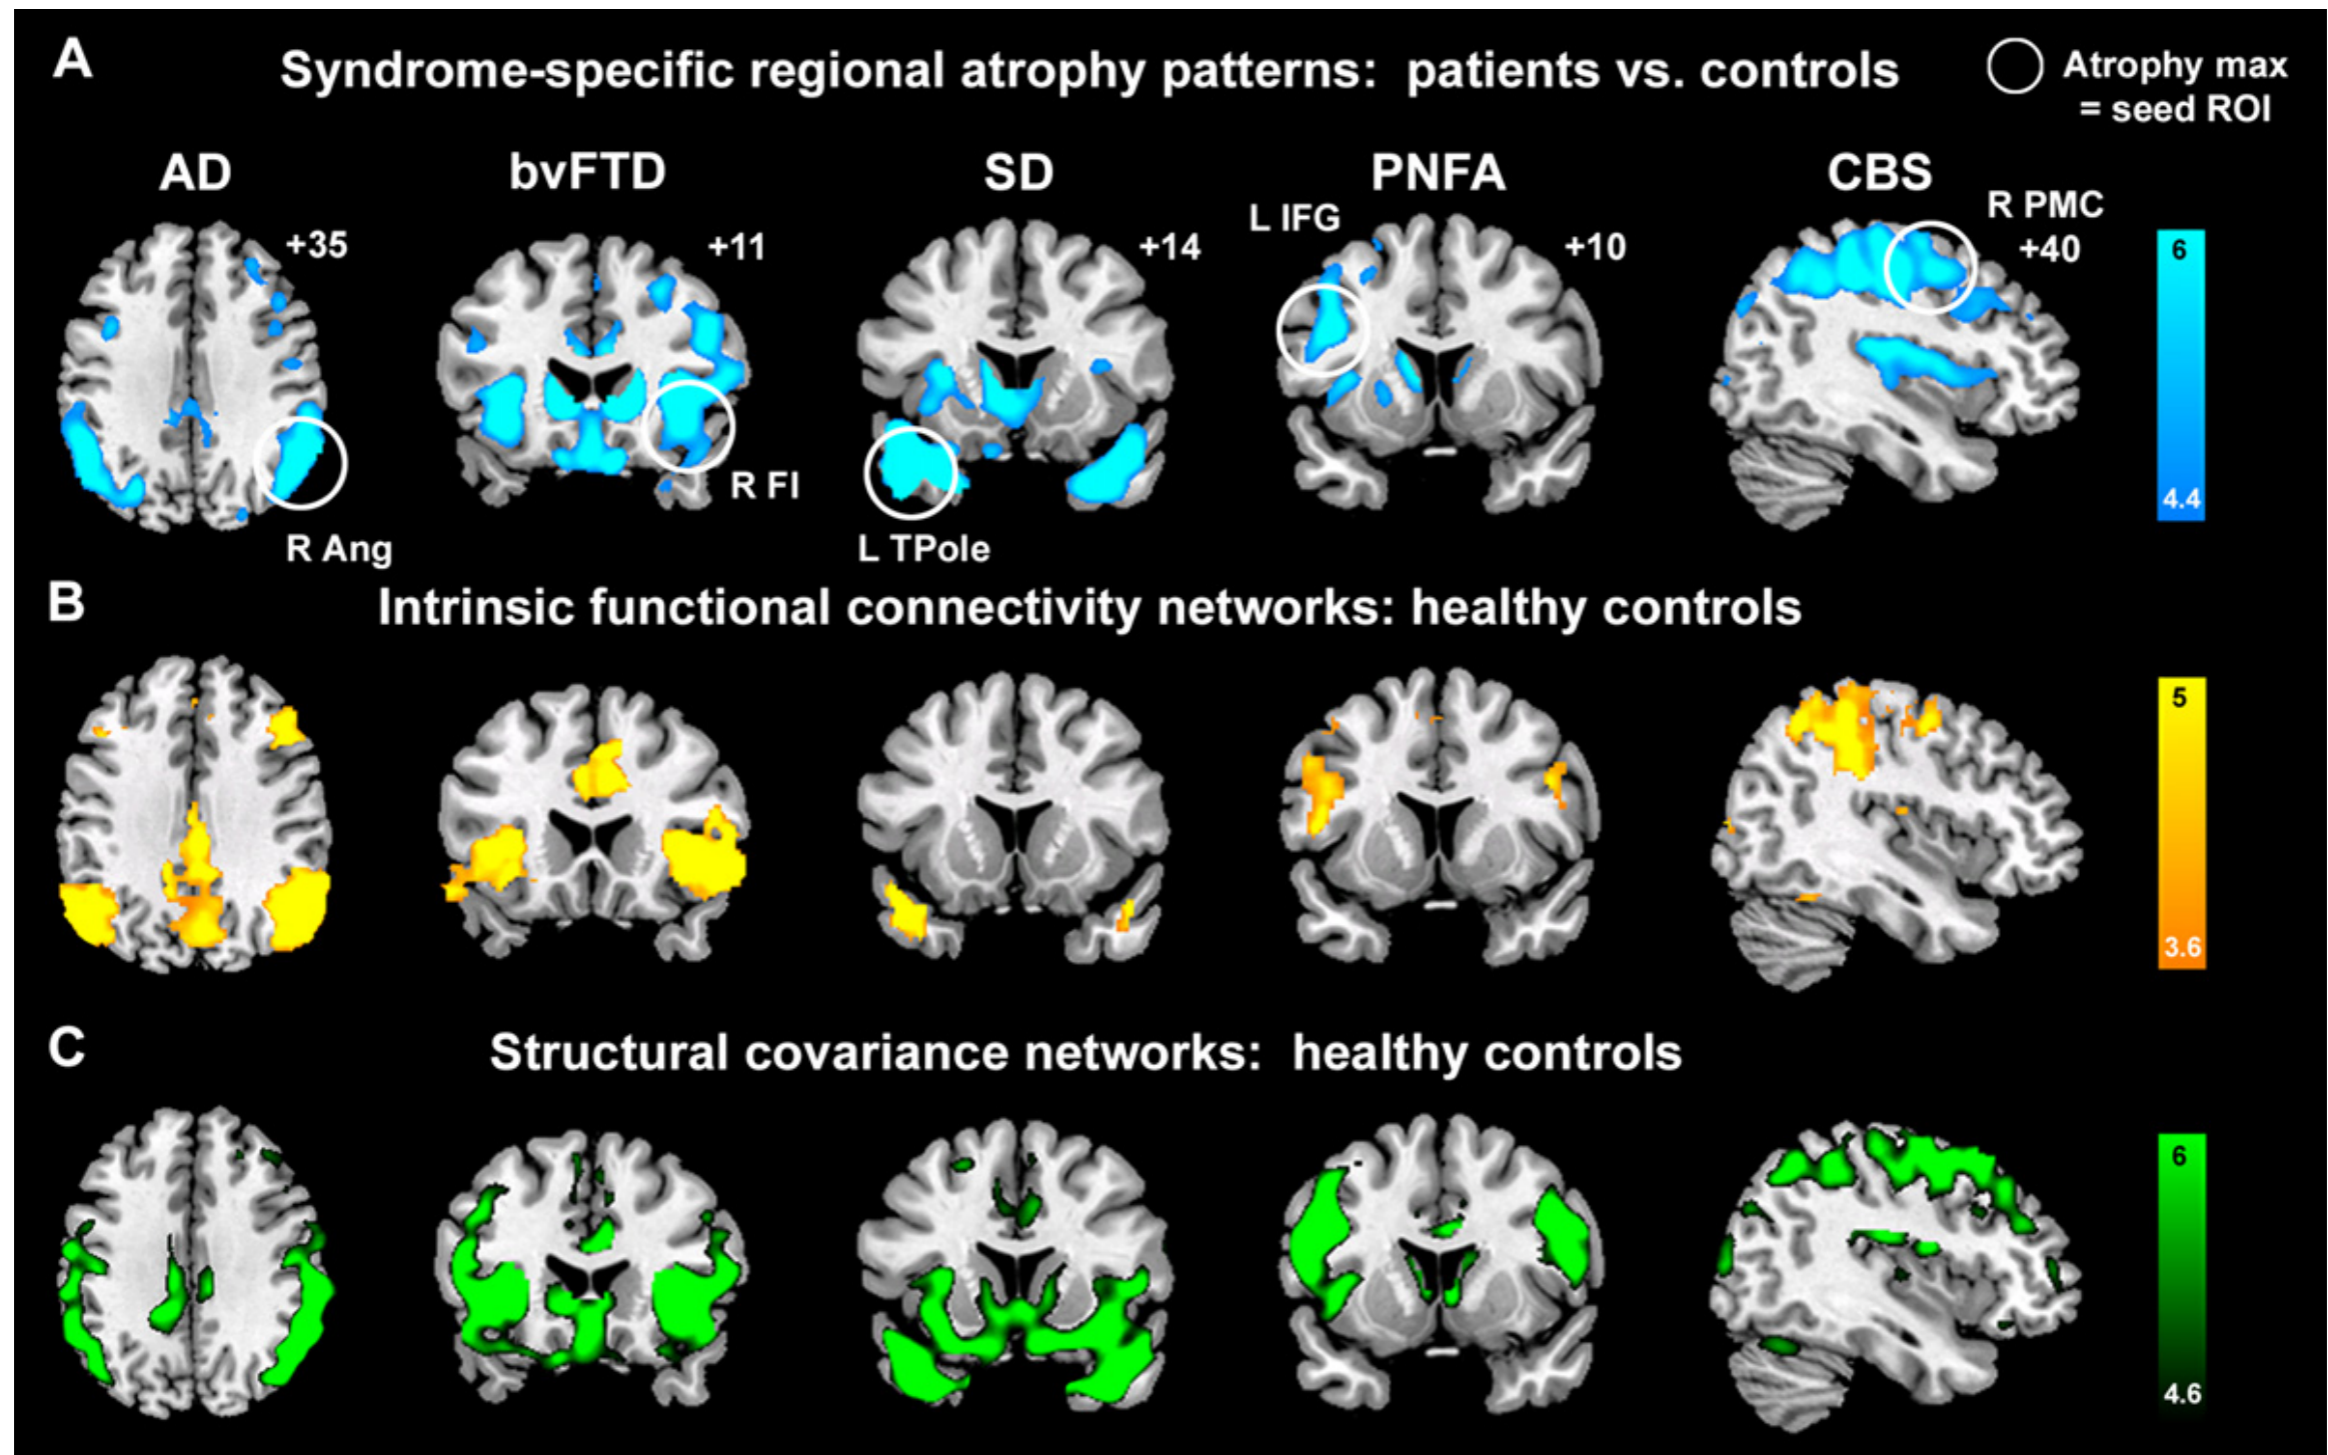 A
Syndrome-specific regional atrophy patterns: patients vs. controls
Atrophy max
= seed ROI
AD
bvFTD
SD
PNFA
CBS
+35
+11
+14
L IFG
+10
R PMC
+40
R Ang
R FI
L TPole
6
4.4
B
Intrinsic functional connectivity networks: healthy controls
5
3.6
C
Structural covariance networks: healthy controls
6
4.6